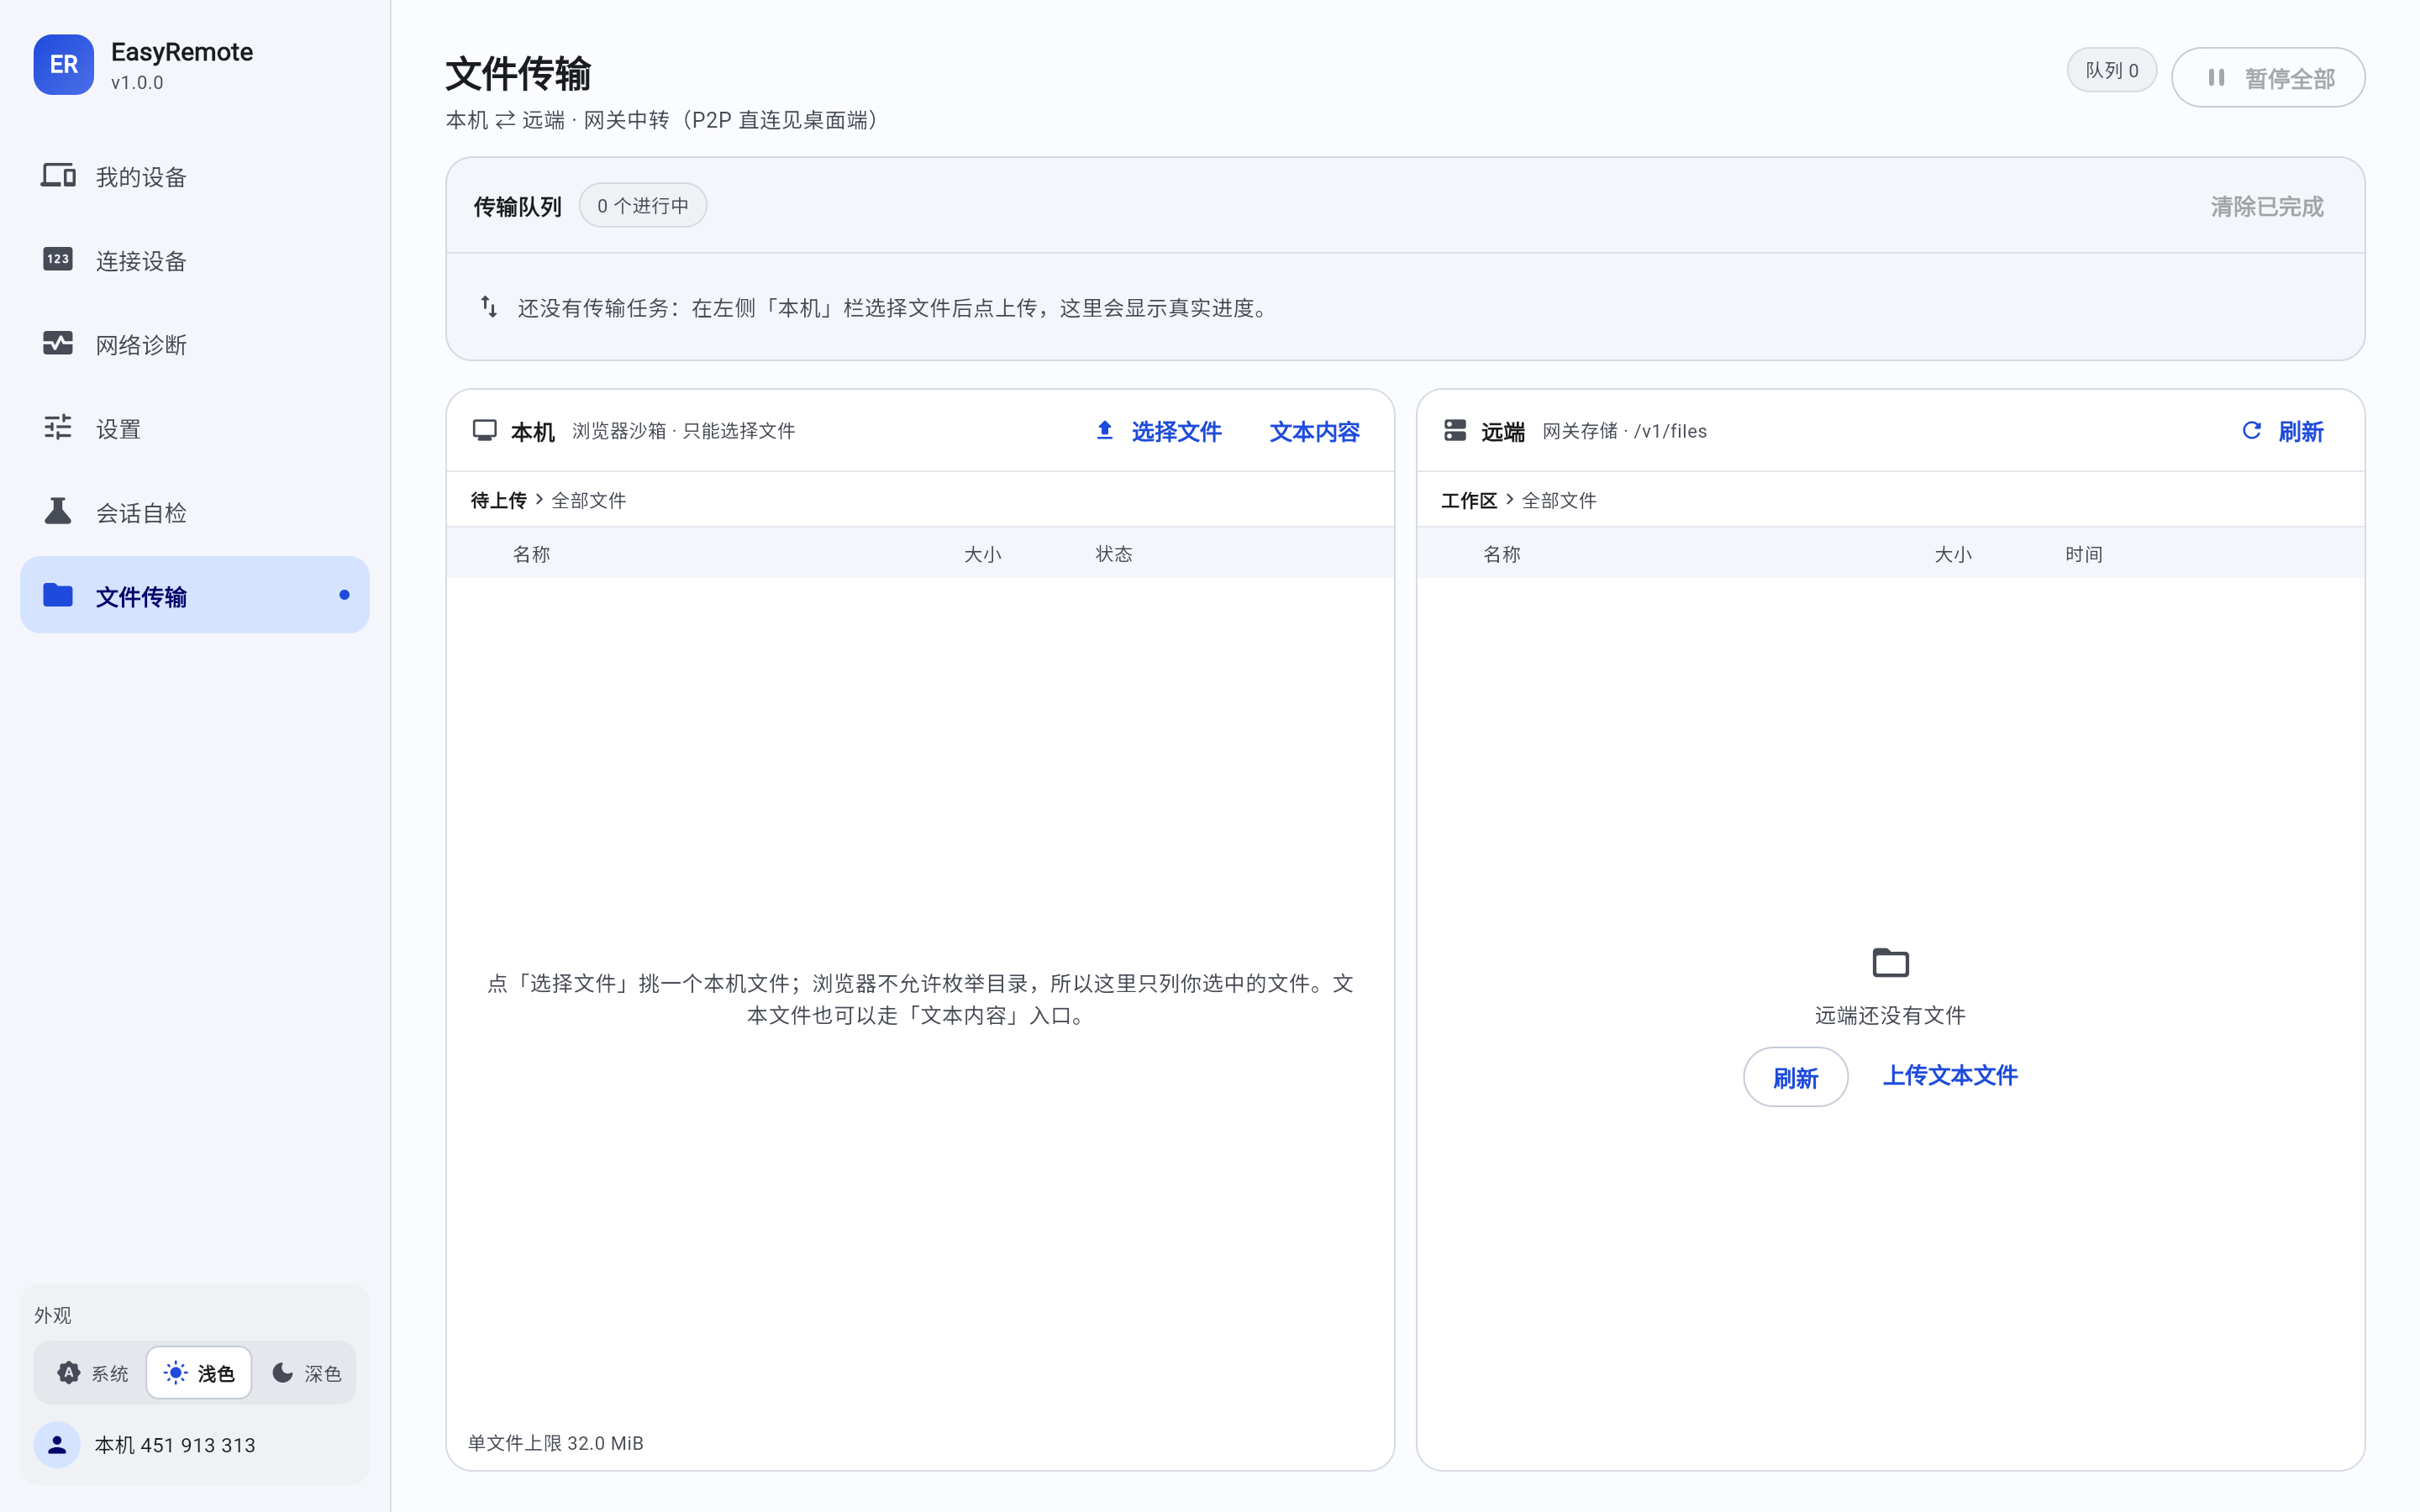 ER
EasyRemote
v1.0.0
我的设备
123
连接设备
网络诊断
设置
会话自检
文件传输
外观
A
系统
浅色
深色
本机 451 913 313
文件传输
本机 ⇄ 远端 · 网关中转（P2P 直连见桌面端）
队列 0
暂停全部
传输队列
0 个进行中
清除已完成
还没有传输任务：在左侧「本机」栏选择文件后点上传，这里会显示真实进度。
本机
浏览器沙箱 · 只能选择文件
选择文件
文本内容
待上传 › 全部文件
名称
大小
状态
点「选择文件」挑一个本机文件；浏览器不允许枚举目录，所以这里只列你选中的文件。文
本文件也可以走「文本内容」入口。
单文件上限 32.0 MiB
远端
网关存储 · /v1/files
刷新
工作区 › 全部文件
名称
大小
时间
远端还没有文件
刷新
上传文本文件